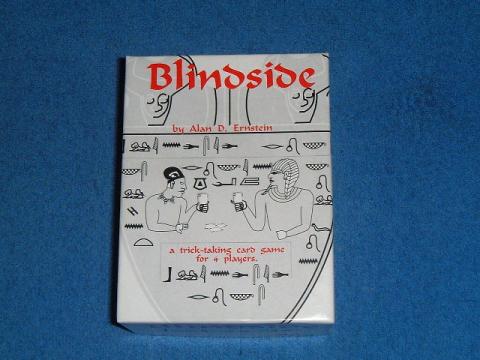 Blindside
by Alan D. Ernstein
a trick-taking card game
for 4 players.